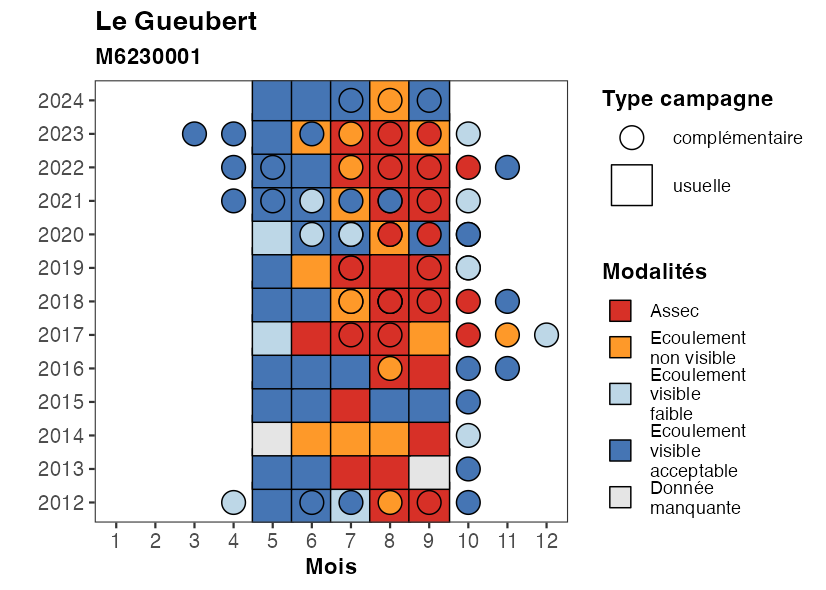 Le Gueubert
M6230001
2024
2023
2022
2021
2020
2019
2018
2017
2016
2015
2014
2013
2012
1 2 3 4 5 6 7 8 9 10 11 12
Mois
Type campagne
complémentaire
usuelle
Modalités
Assec
Ecoulement
non visible
Ecoulement
visible
faible
Ecoulement
visible
acceptable
Donnée
manquante